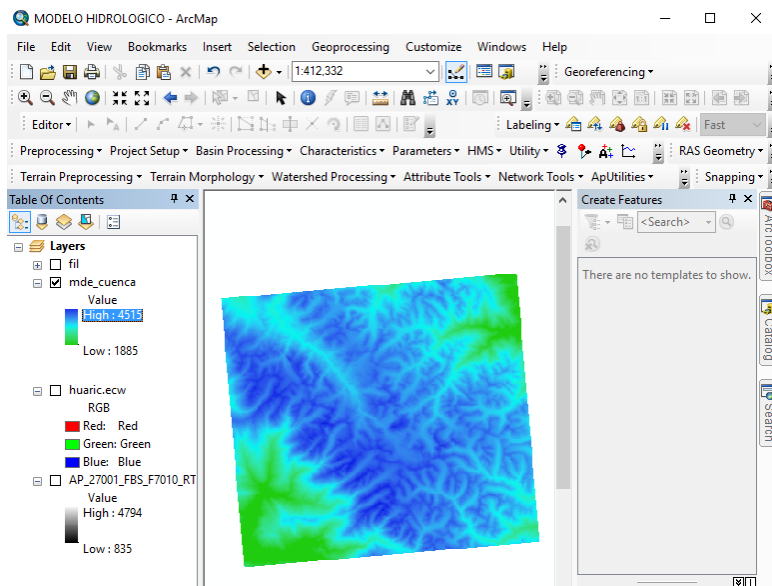 MODELO HIDROLOGICO - ArcMap
File Edit View Bookmarks Insert Selection Geoprocessing Customize Windows Help
1:412,332 Georeferencing
XY
Editor Labeling Fast
Preprocessing Project Setup Basin Processing Characteristics Parameters HMS Utility RAS Geometry
Terrain Preprocessing Terrain Morphology Watershed Processing Attribute Tools Network Tools ApUtilities Snapping
Table Of Contents
Create Features
Layers
<Search>
fil
mde_cuenca
There are no templates to show.
Value
High : 4515
Low : 1885
huaric.ecw
RGB
Red: Red
Green: Green
Blue: Blue
AP_27001_FBS_F7010_RT
Value
High : 4794
Low : 835
ArcToolbox
Catalog
Search